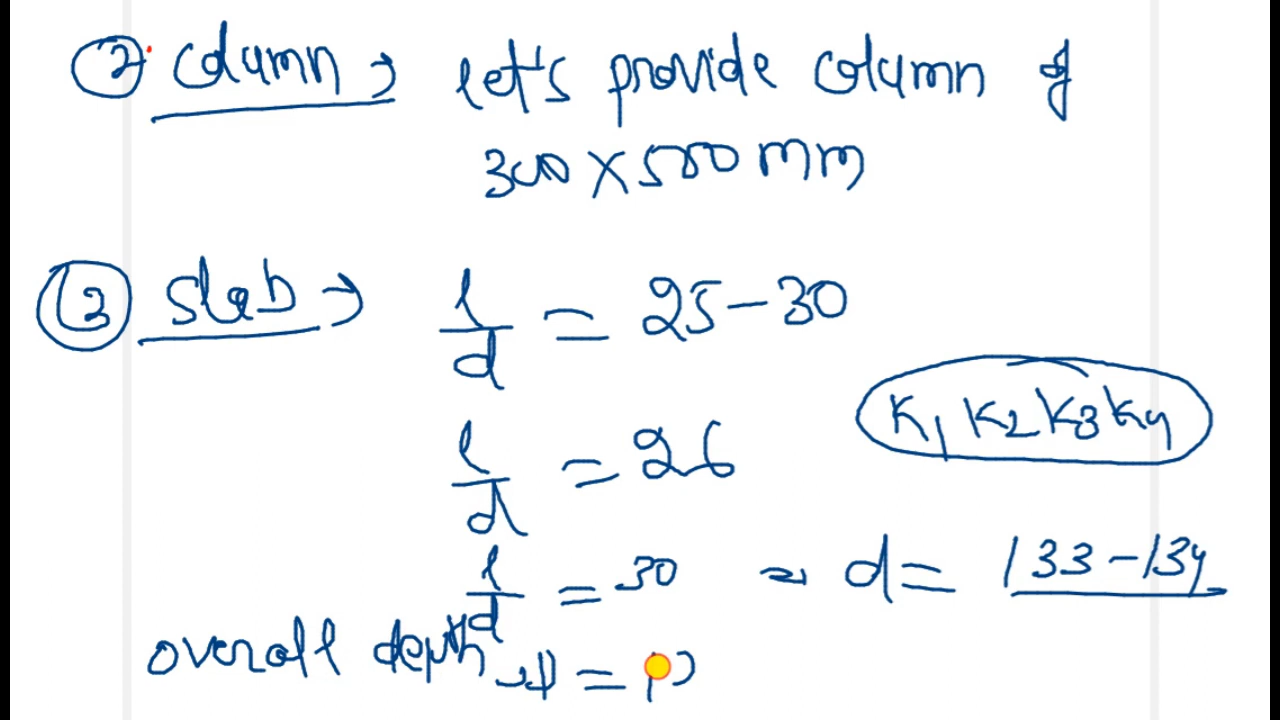 2. Column →  let's provide column of
300 × 500 mm
3 Slab → l/d = 25-30
K1 K2 K3 K4
l/d = 26
l/d = 30 ≈ d = 133-134
overall depth =